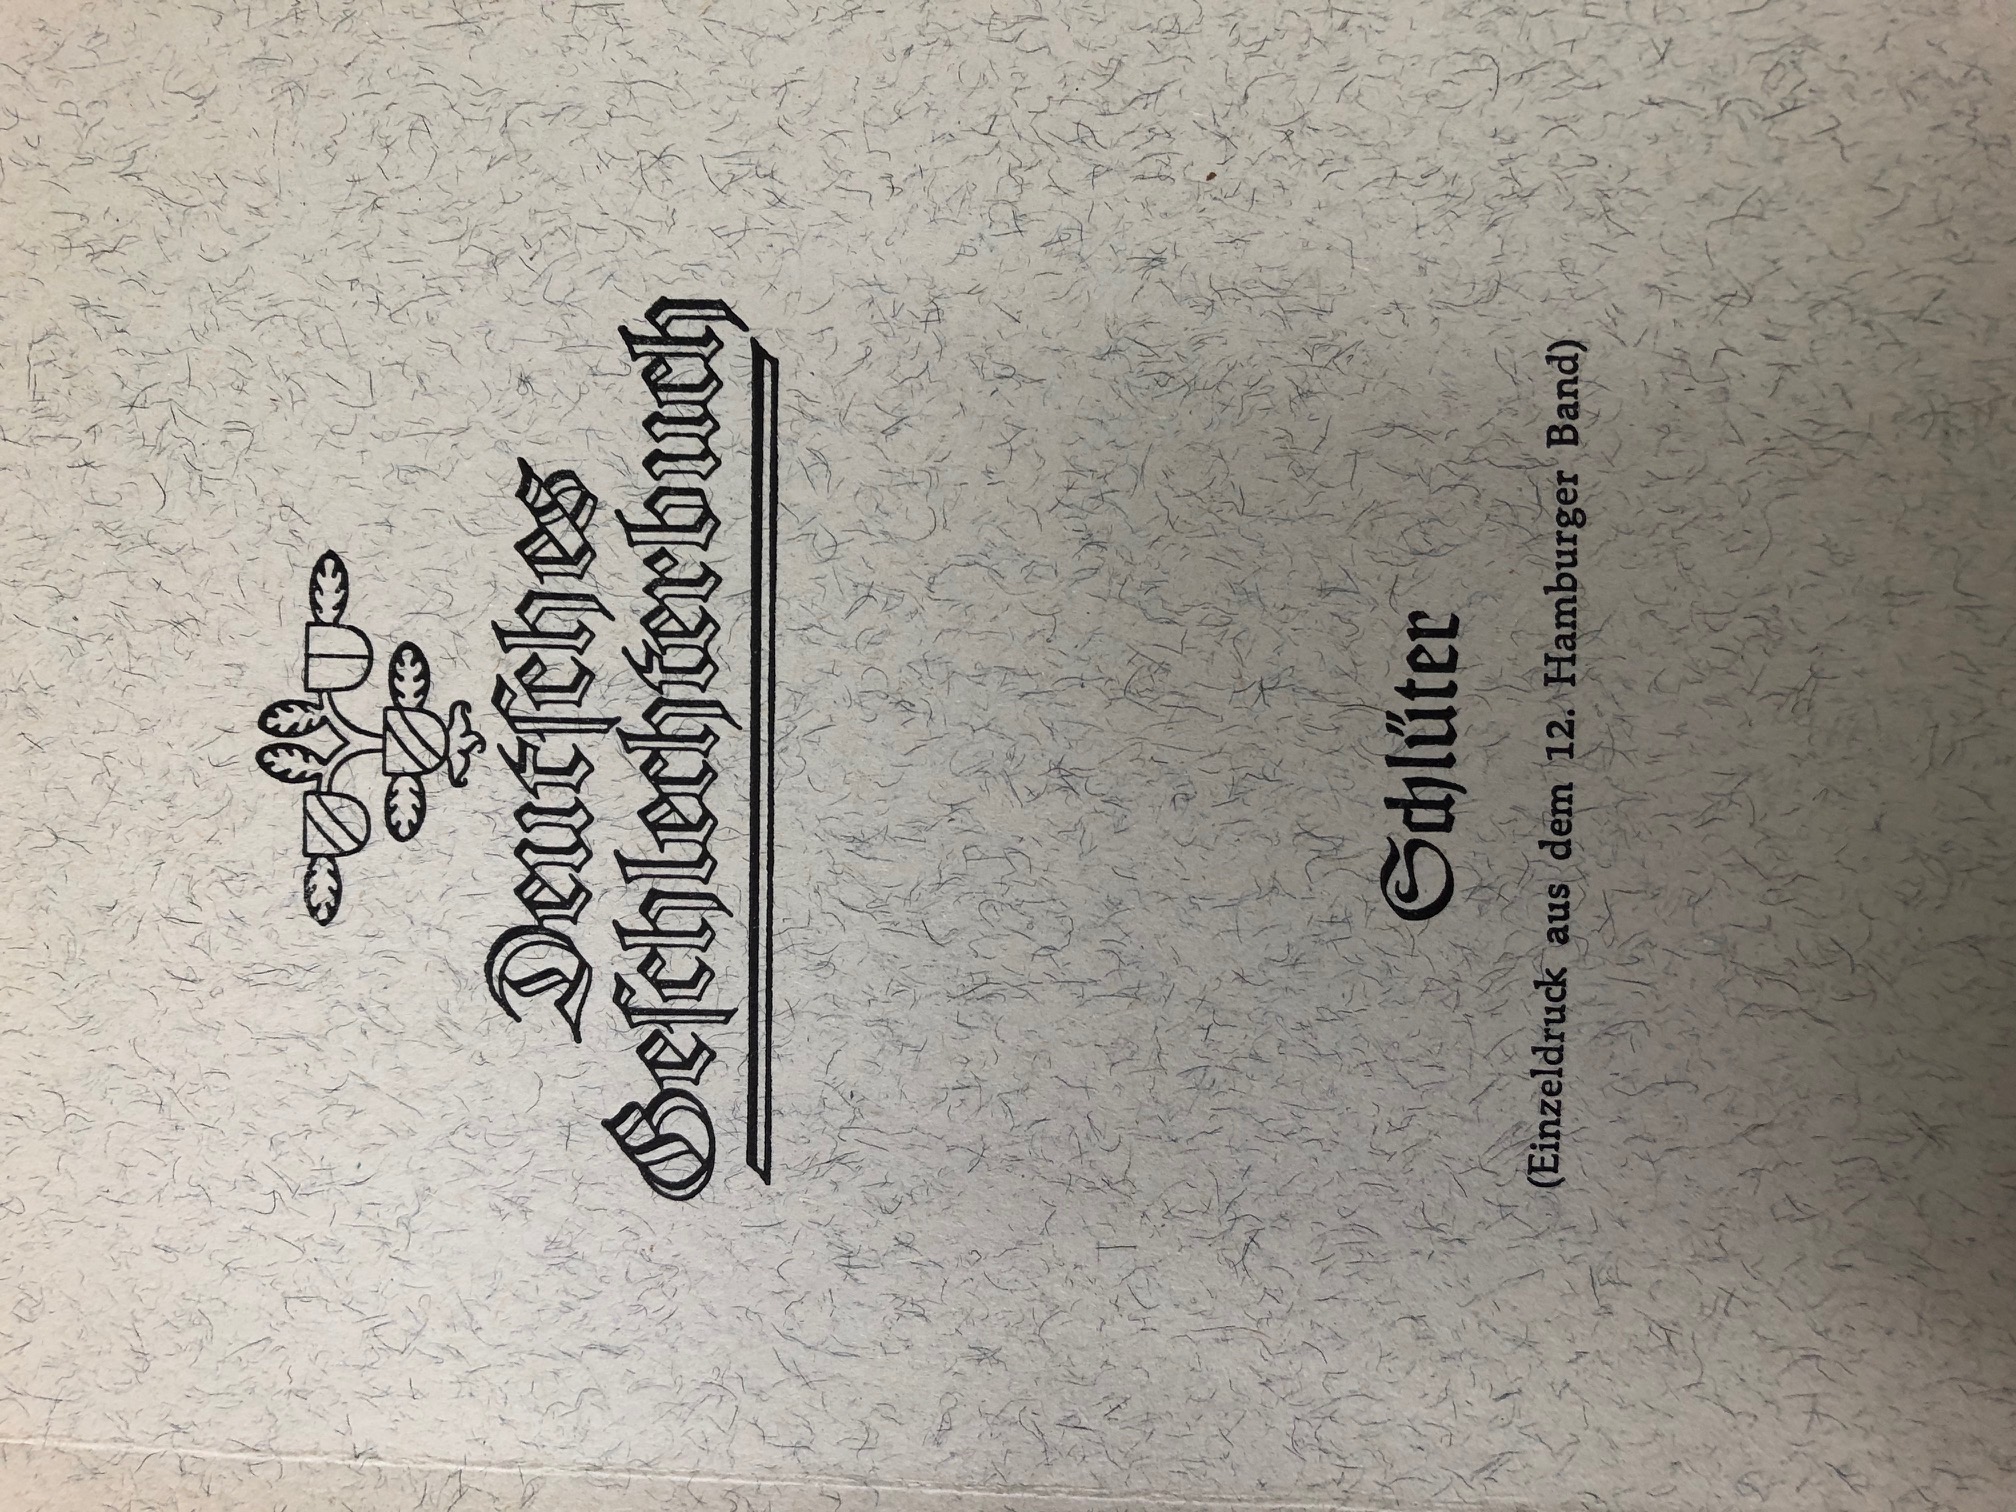 Deutſches
Geſchlechterbuch
Schlüter
(Einzeldruck aus dem 12. Hamburger Band)